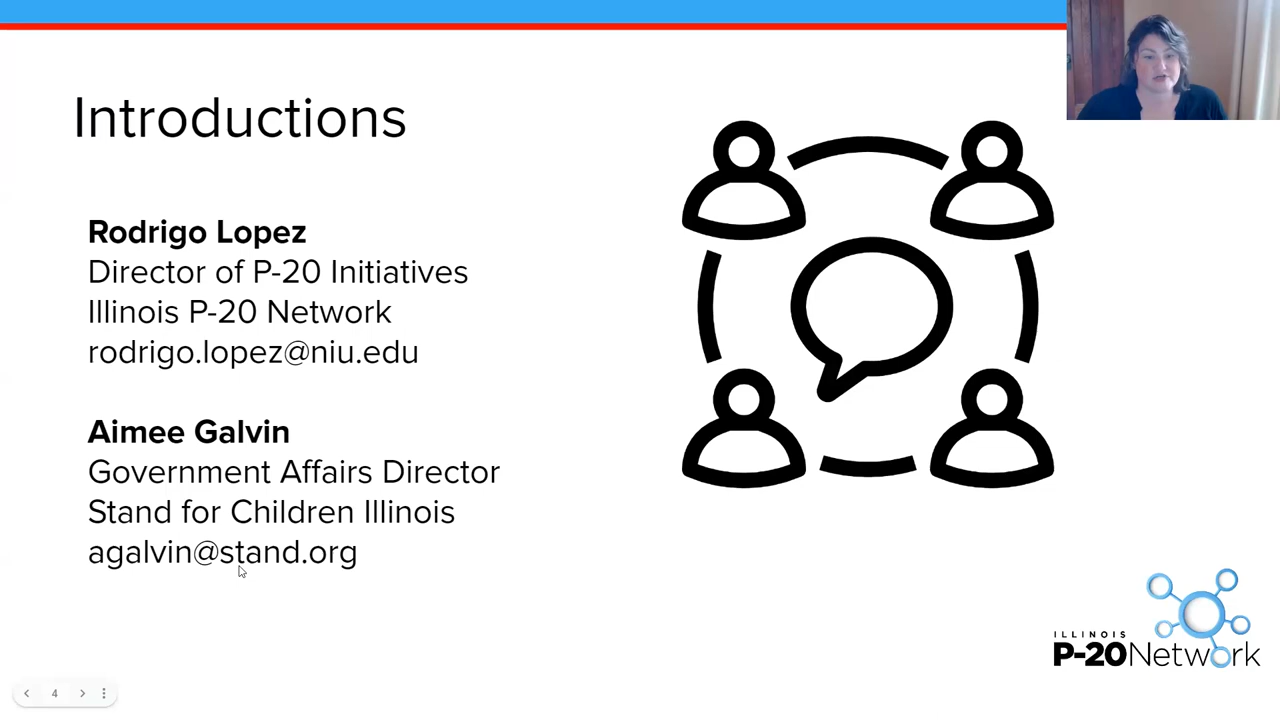 Introductions
Rodrigo Lopez
Director of P-20 Initiatives
Illinois P-20 Network
rodrigo.lopez@niu.edu
Aimee Galvin
Government Affairs Director
Stand for Children Illinois
agalvin@stand.org
ILLINOIS
P-20 Network
4